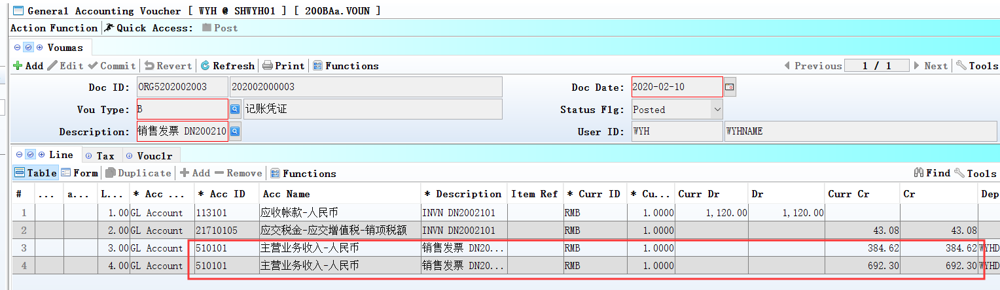 General Accounting Voucher [ WYH @ SHWYH01 ] [ 200BAa.VOUN ]
Action Function Quick Access: Post
Voumas
Add Edit Commit Revert Refresh Print Functions Previous 1 / 1 Next Tools
Doc ID: ORG5202002003 202002000003 Doc Date: 2020-02-10
Vou Type: B 记账凭证 Status Flg: Posted
Description: 销售发票 DN200210 User ID: WYH WYHNAME
Line Tax Vouclr
Table Form Duplicate Add Remove Functions Find Tools
# ... a... L... * Acc ... * Acc ID Acc Name * Description Item Ref * Curr ID * Cu... Curr Dr Dr Curr Cr Cr Dep
1 1.00 GL Account 113101 应收帐款-人民币 INVN DN2002101 RMB 1.0000 1,120.00 1,120.00
2 2.00 GL Account 21710105 应交税金-应交增值税-销项税额 INVN DN2002101 RMB 1.0000 43.08 43.08
3 3.00 GL Account 510101 主营业务收入-人民币 销售发票 DN20... RMB 1.0000 384.62 384.62 WYHD
4 4.00 GL Account 510101 主营业务收入-人民币 销售发票 DN20... RMB 1.0000 692.30 692.30 WYHD